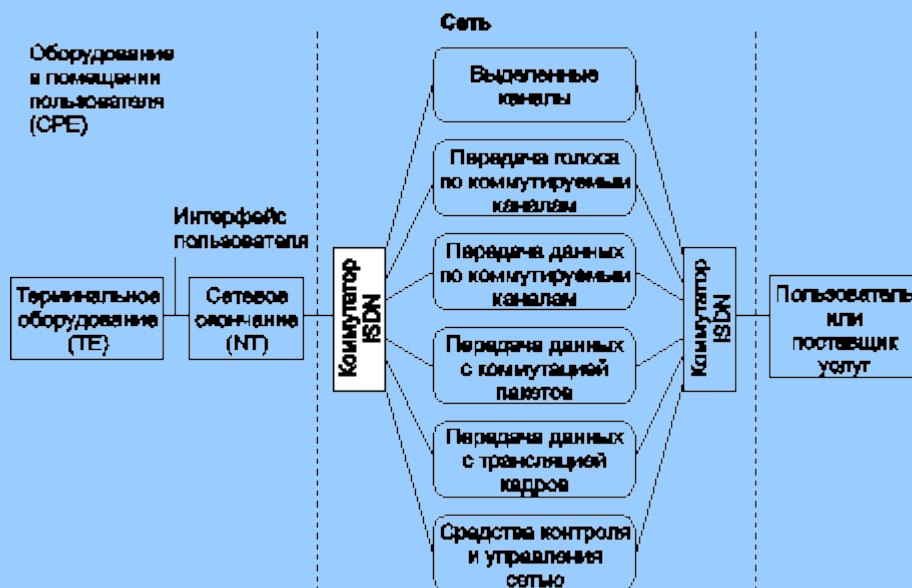 Сеть
Оборудование
в помещении
пользователя
(CPE)
Интерфейс
пользователя
Терминальное
оборудование
(TE)
Сетевое
окончание
(NT)
Коммутатор
ISDN
Выделенные
каналы
Передача голоса
по коммутируемым
каналам
Передача данных
по коммутируемым
каналам
Передача данных
с коммутацией
пакетов
Передача данных
с трансляцией
кадров
Средства контроля
и управления
сетью
Коммутатор
ISDN
Пользователь
или
поставщик
услуг